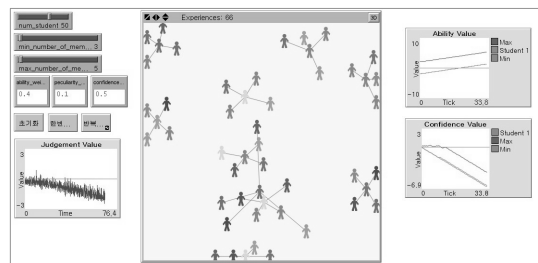 num_student 50
min_number_of_mem... 3
max_number_of_mem... 5
ability_wei...
0.4
peculiarity_...
0.1
confidence...
0.5
초기화
한번...
반복...
Judgement Value
3
Value
-3
0
Time
76.4
Experiences: 66
3D
Ability Value
10
Value
-10
0
Tick
33.8
Max
Student 1
Min
Confidence Value
3
Value
-6.9
0
Tick
33.8
Student 1
Max
Min